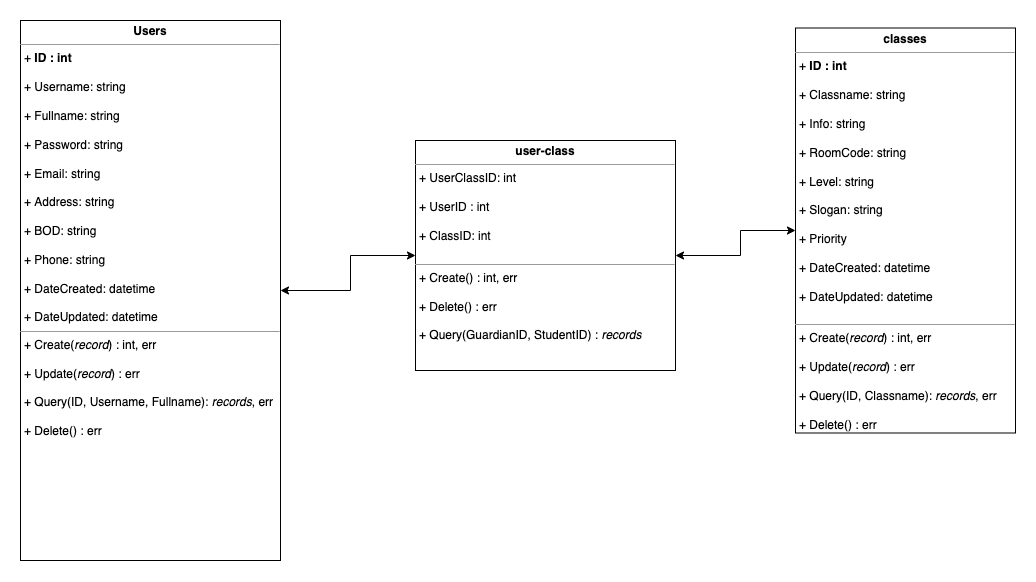 Users
+ ID : int
+ Username: string
+ Fullname: string
+ Password: string
+ Email: string
+ Address: string
+ BOD: string
+ Phone: string
+ DateCreated: datetime
+ DateUpdated: datetime
+ Create(record) : int, err
+ Update(record) : err
+ Query(ID, Username, Fullname): records, err
+ Delete() : err
user-class
+ UserClassID: int
+ UserID : int
+ ClassID: int
+ Create() : int, err
+ Delete() : err
+ Query(GuardianID, StudentID) : records
classes
+ ID : int
+ Classname: string
+ Info: string
+ RoomCode: string
+ Level: string
+ Slogan: string
+ Priority
+ DateCreated: datetime
+ DateUpdated: datetime
+ Create(record) : int, err
+ Update(record) : err
+ Query(ID, Classname): records, err
+ Delete() : err